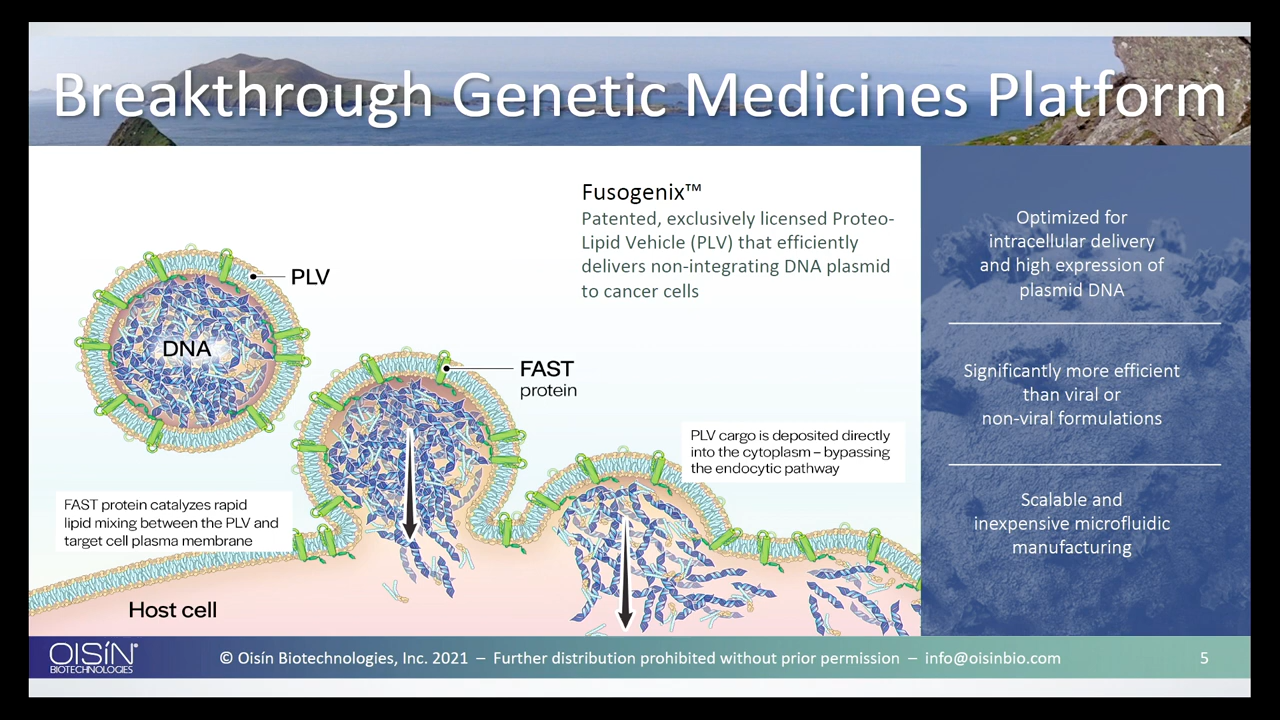 Breakthrough Genetic Medicines Platform
Fusogenix™
Patented, exclusively licensed Proteo-
Lipid Vehicle (PLV) that efficiently
delivers non-integrating DNA plasmid
to cancer cells
PLV
DNA
FAST
protein
PLV cargo is deposited directly
into the cytoplasm – bypassing
the endocytic pathway
FAST protein catalyzes rapid
lipid mixing between the PLV and
target cell plasma membrane
Host cell
Optimized for
intracellular delivery
and high expression of
plasmid DNA
Significantly more efficient
than viral or
non-viral formulations
Scalable and
inexpensive microfluidic
manufacturing
OISÍN®
BIOTECHNOLOGIES
© Oisín Biotechnologies, Inc. 2021 – Further distribution prohibited without prior permission – info@oisinbio.com
5